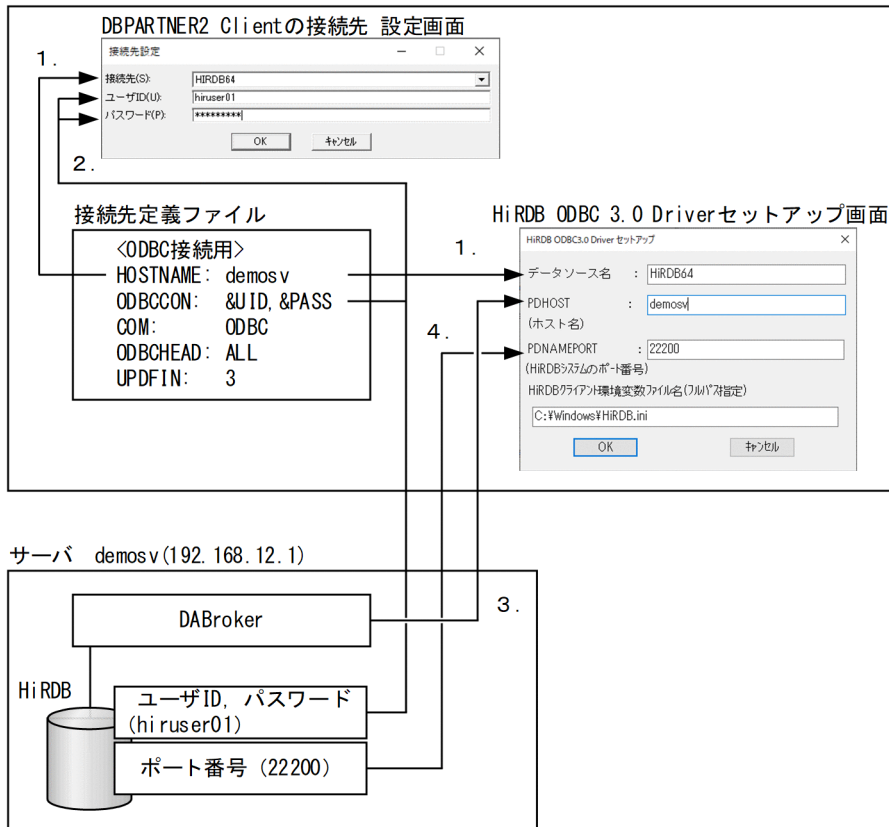 DBPARTNER2 Clientの接続先 設定画面
1.
接続先設定
接続先(S):
HIRDB64
ユーザID(U):
hiruser01
パスワード(P):
*********
OK
キャンセル
2.
接続先定義ファイル
<ODBC接続用>
HOSTNAME: demosv
ODBCCON: &UID,&PASS
COM: ODBC
ODBCHEAD: ALL
UPDFIN: 3
HiRDB ODBC 3.0 Driverセットアップ画面
1.
HiRDB ODBC3.0 Driver セットアップ
データソース名 : HiRDB64
PDHOST : demosv
(ホスト名)
4.
PDNAMEPORT : 22200
(HiRDBシステムのポート番号)
HiRDBクライアント環境変数ファイル名(フルパス指定)
C:¥Windows¥HiRDB.ini
OK
キャンセル
サーバ demosv(192.168.12.1)
DABroker
3.
HiRDB
ユーザID, パスワード
(hiruser01)
ポート番号 (22200)